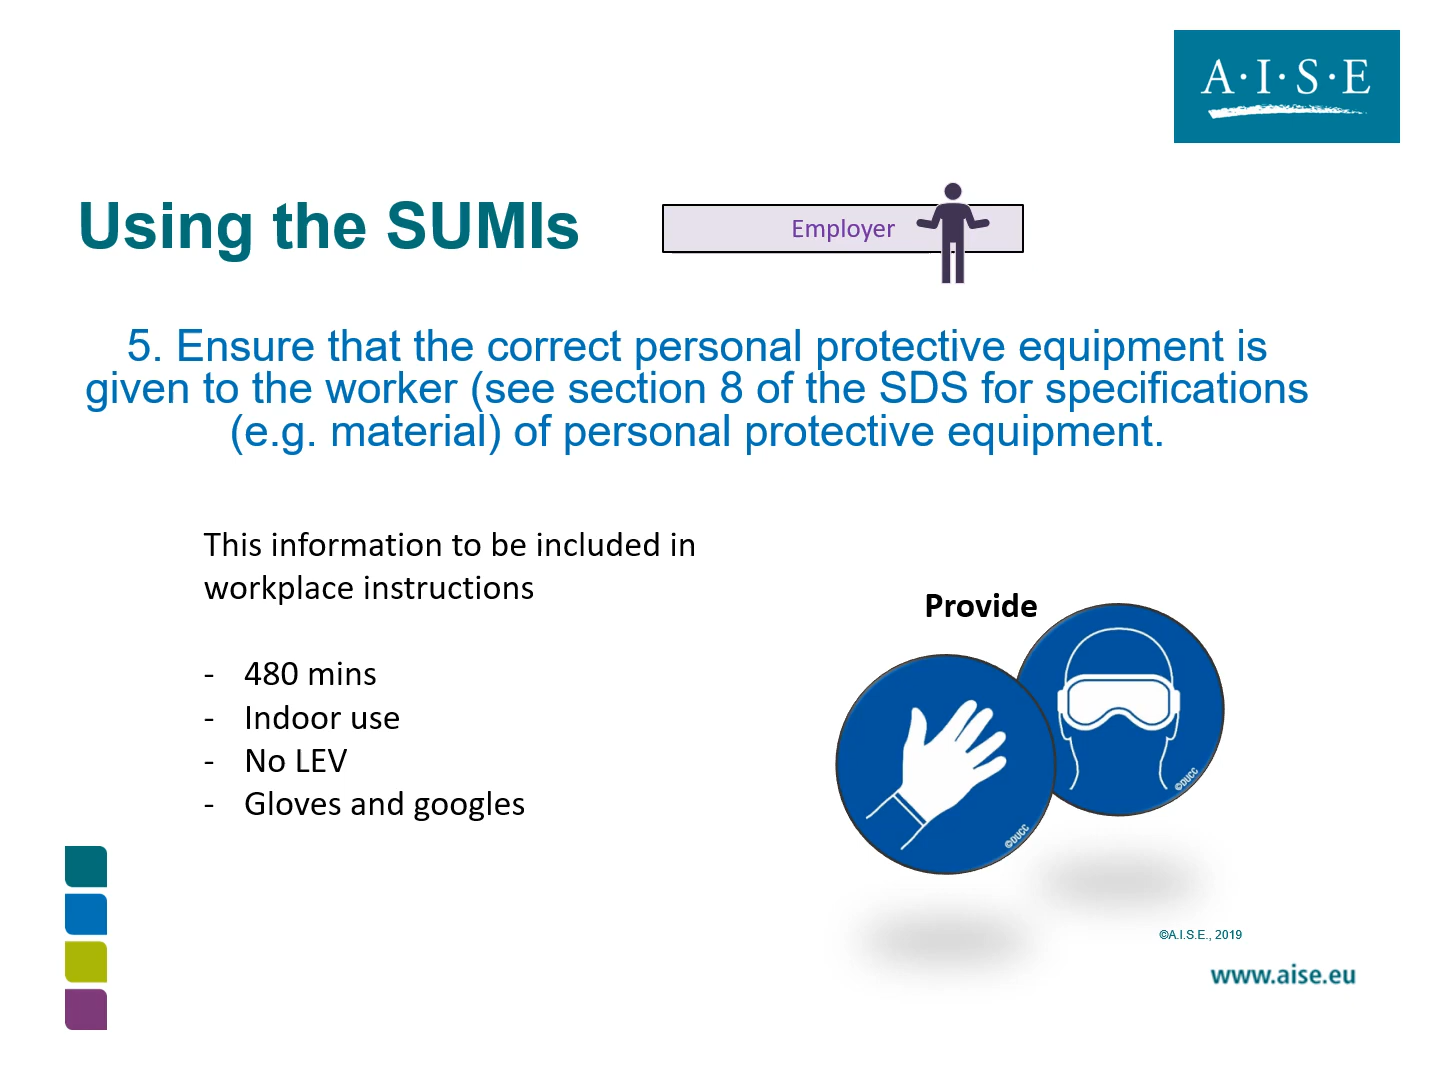 A·I·S·E
Using the SUMIs
Employer
5. Ensure that the correct personal protective equipment is
given to the worker (see section 8 of the SDS for specifications
(e.g. material) of personal protective equipment.
This information to be included in
workplace instructions
- 480 mins
- Indoor use
- No LEV
- Gloves and googles
Provide
©DUCC
©DUCC
©A.I.S.E., 2019
www.aise.eu